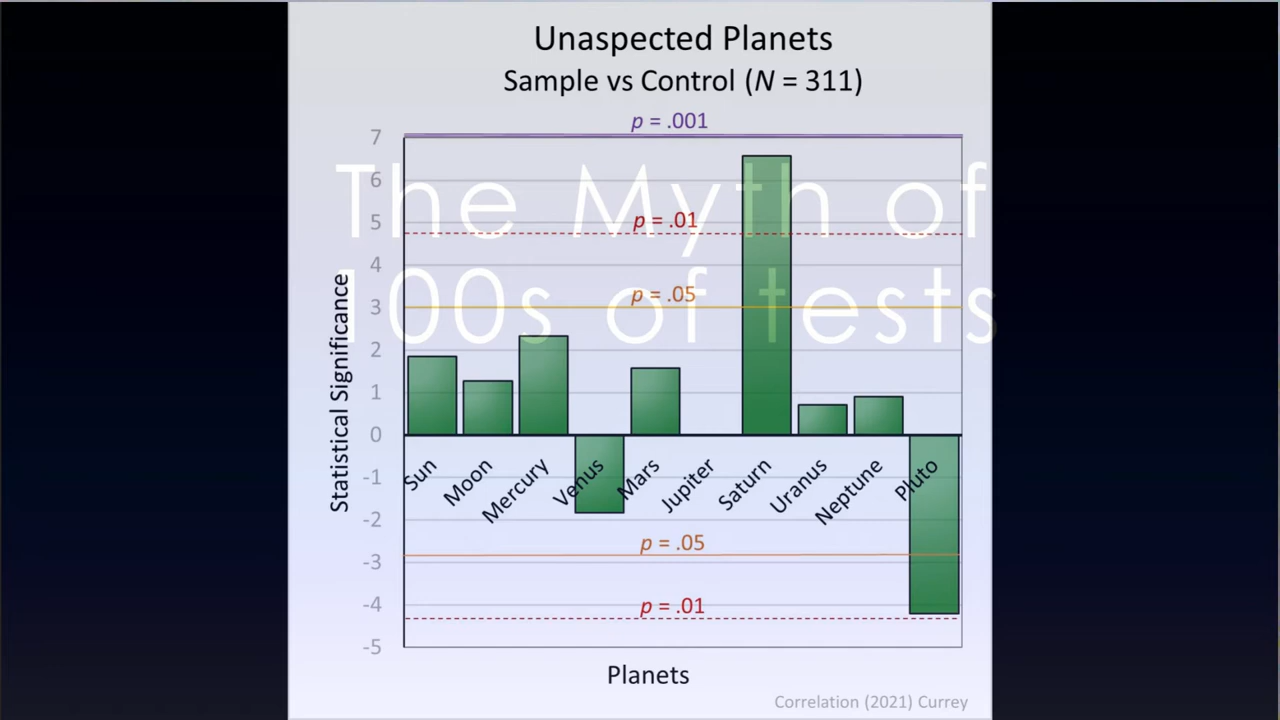 Unaspected Planets
Sample vs Control (N = 311)
p = .001
7
The Myth of
6
p = .01
5
4
100s of tests
p = .05
3
2
1
0
-1
-2
p = .05
-3
-4
p = .01
-5
Statistical Significance
Sun
Moon
Mercury
Venus
Mars
Jupiter
Saturn
Uranus
Neptune
Pluto
Planets
Correlation (2021) Currey